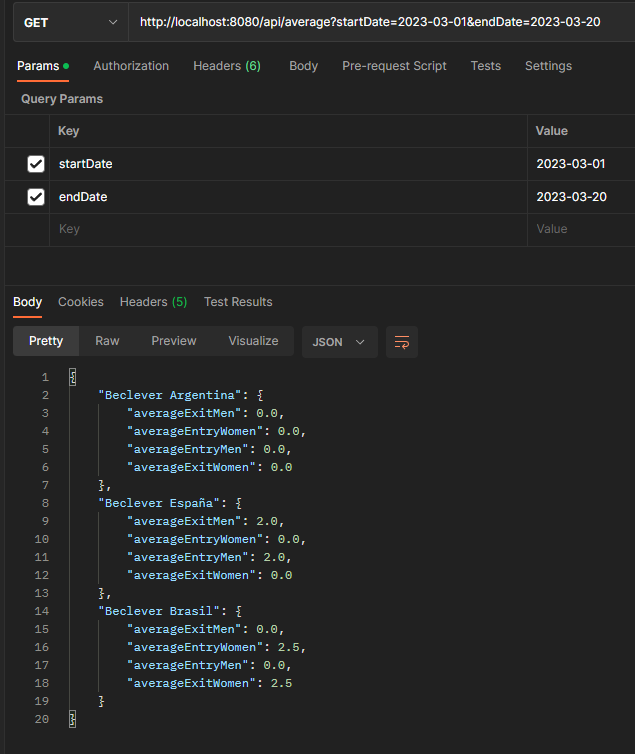 GET http://localhost:8080/api/average?startDate=2023-03-01&endDate=2023-03-20
Params Authorization Headers (6) Body Pre-request Script Tests Settings
Query Params
Key Value
startDate 2023-03-01
endDate 2023-03-20
Key Value
Body Cookies Headers (5) Test Results
Pretty Raw Preview Visualize JSON
1 {
2 "Beclever Argentina": {
3 "averageExitMen": 0.0,
4 "averageEntryWomen": 0.0,
5 "averageEntryMen": 0.0,
6 "averageExitWomen": 0.0
7 },
8 "Beclever España": {
9 "averageExitMen": 2.0,
10 "averageEntryWomen": 0.0,
11 "averageEntryMen": 2.0,
12 "averageExitWomen": 0.0
13 },
14 "Beclever Brasil": {
15 "averageExitMen": 0.0,
16 "averageEntryWomen": 2.5,
17 "averageEntryMen": 0.0,
18 "averageExitWomen": 2.5
19 }
20 }